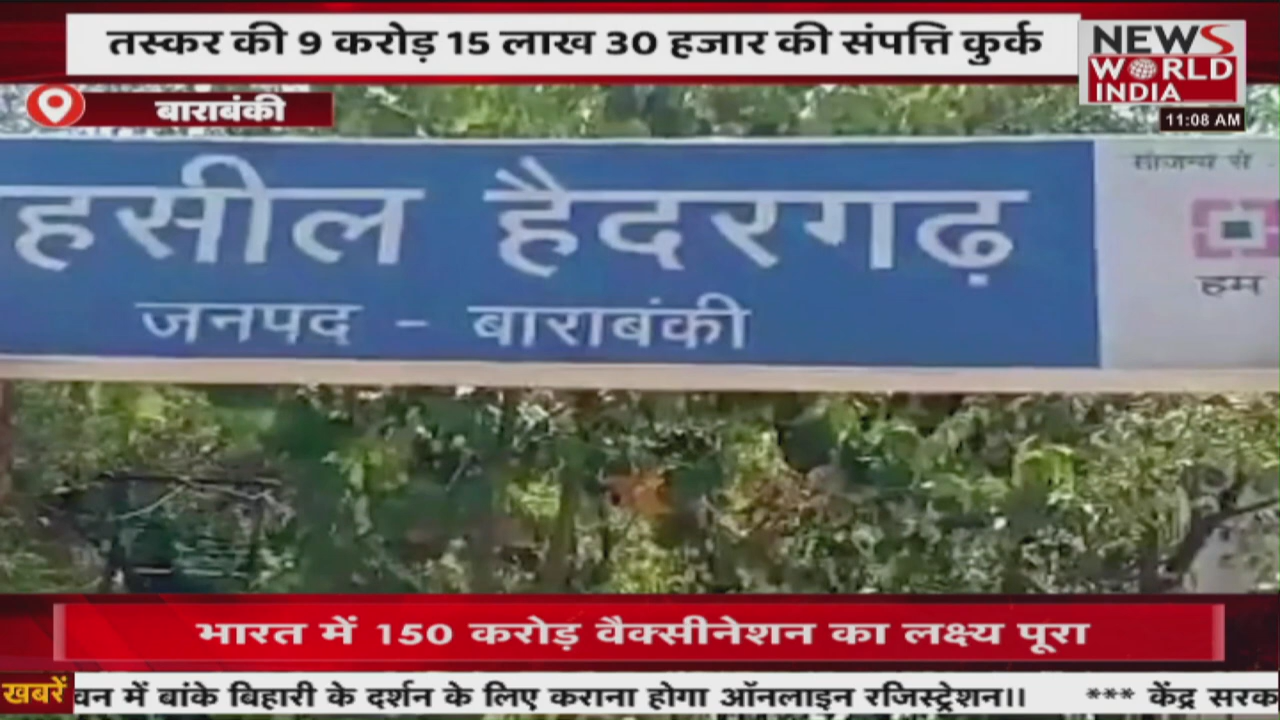 तस्कर की 9 करोड़ 15 लाख 30 हजार की संपत्ति कुर्क
NEWS
WORLD
INDIA
11:08 AM
बाराबंकी
सौजन्य से
हसील हैदरगढ़
जनपद - बाराबंकी
हम
भारत में 150 करोड़ वैक्सीनेशन का लक्ष्य पूरा
खबरें वन में बांके बिहारी के दर्शन के लिए कराना होगा ऑनलाइन रजिस्ट्रेशन।। *** केंद्र सरक